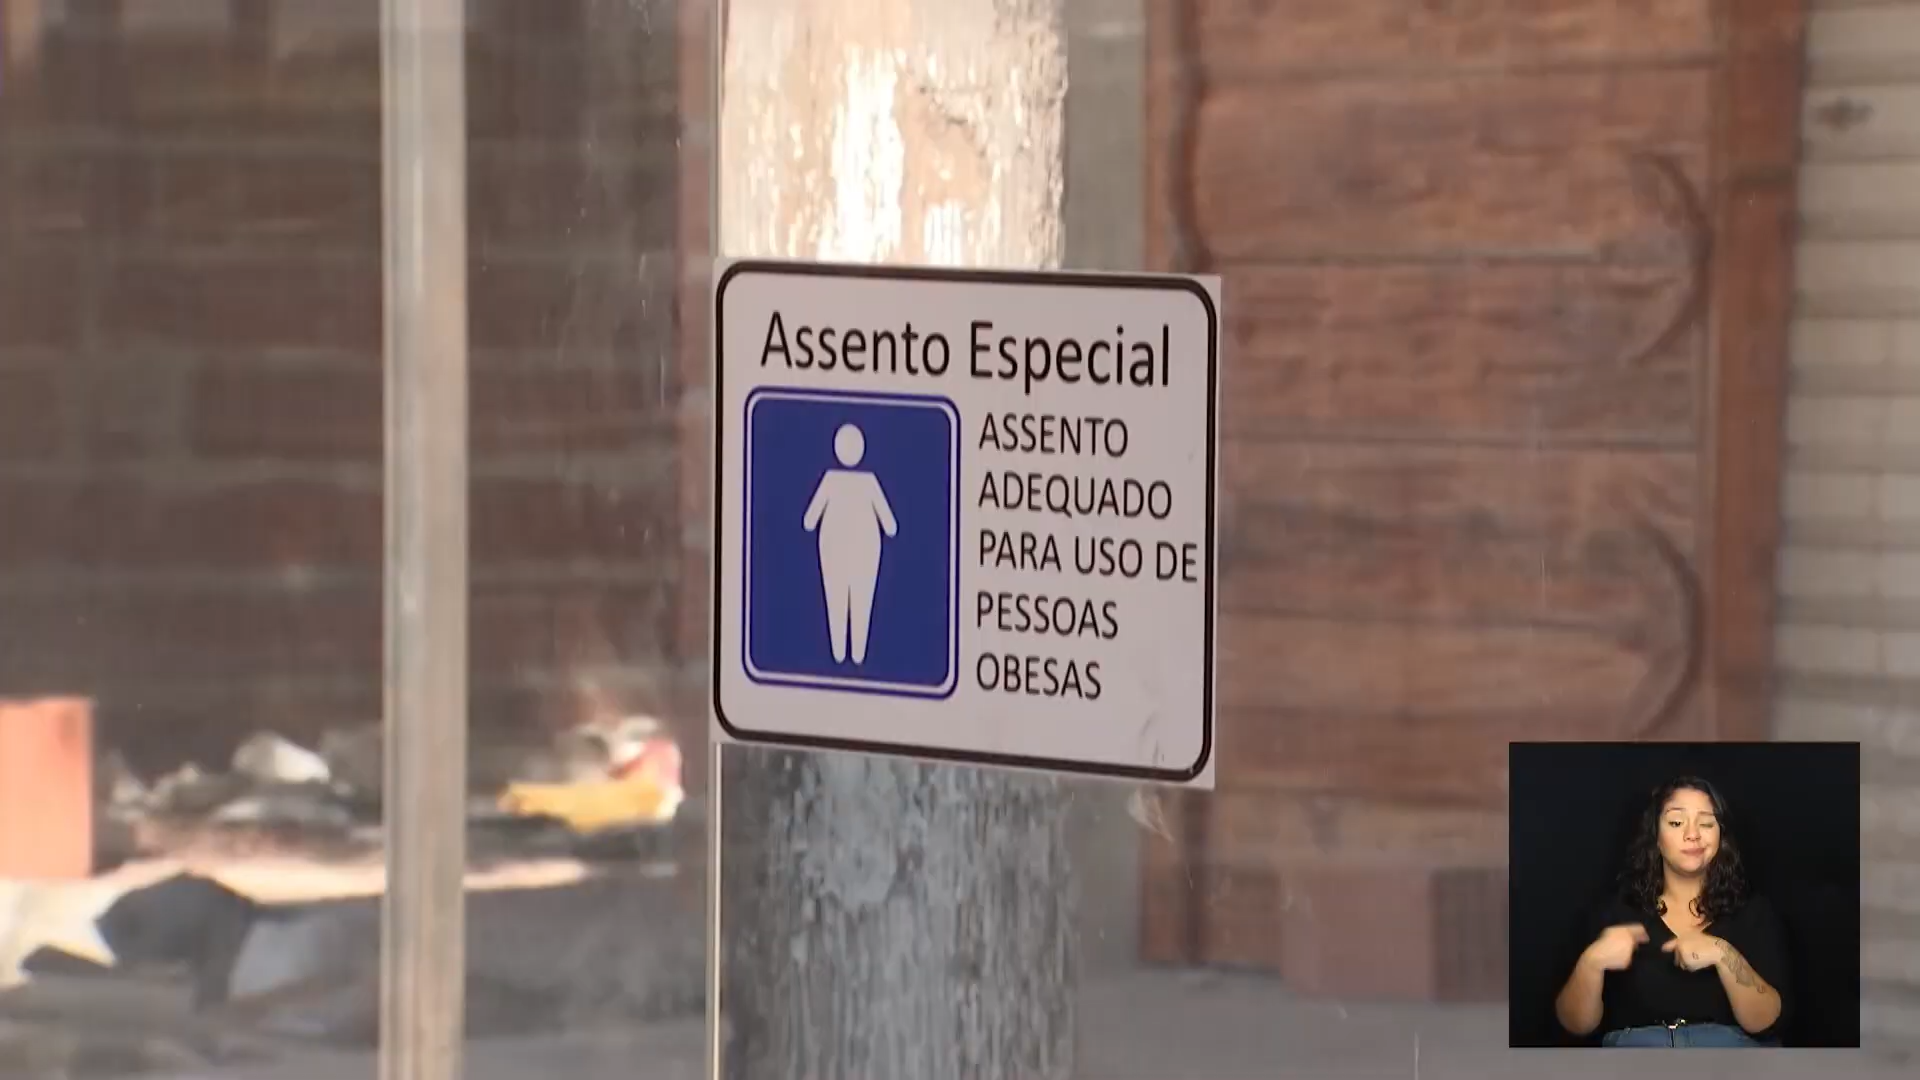 Assento Especial
ASSENTO
ADEQUADO
PARA USO DE
PESSOAS
OBESAS